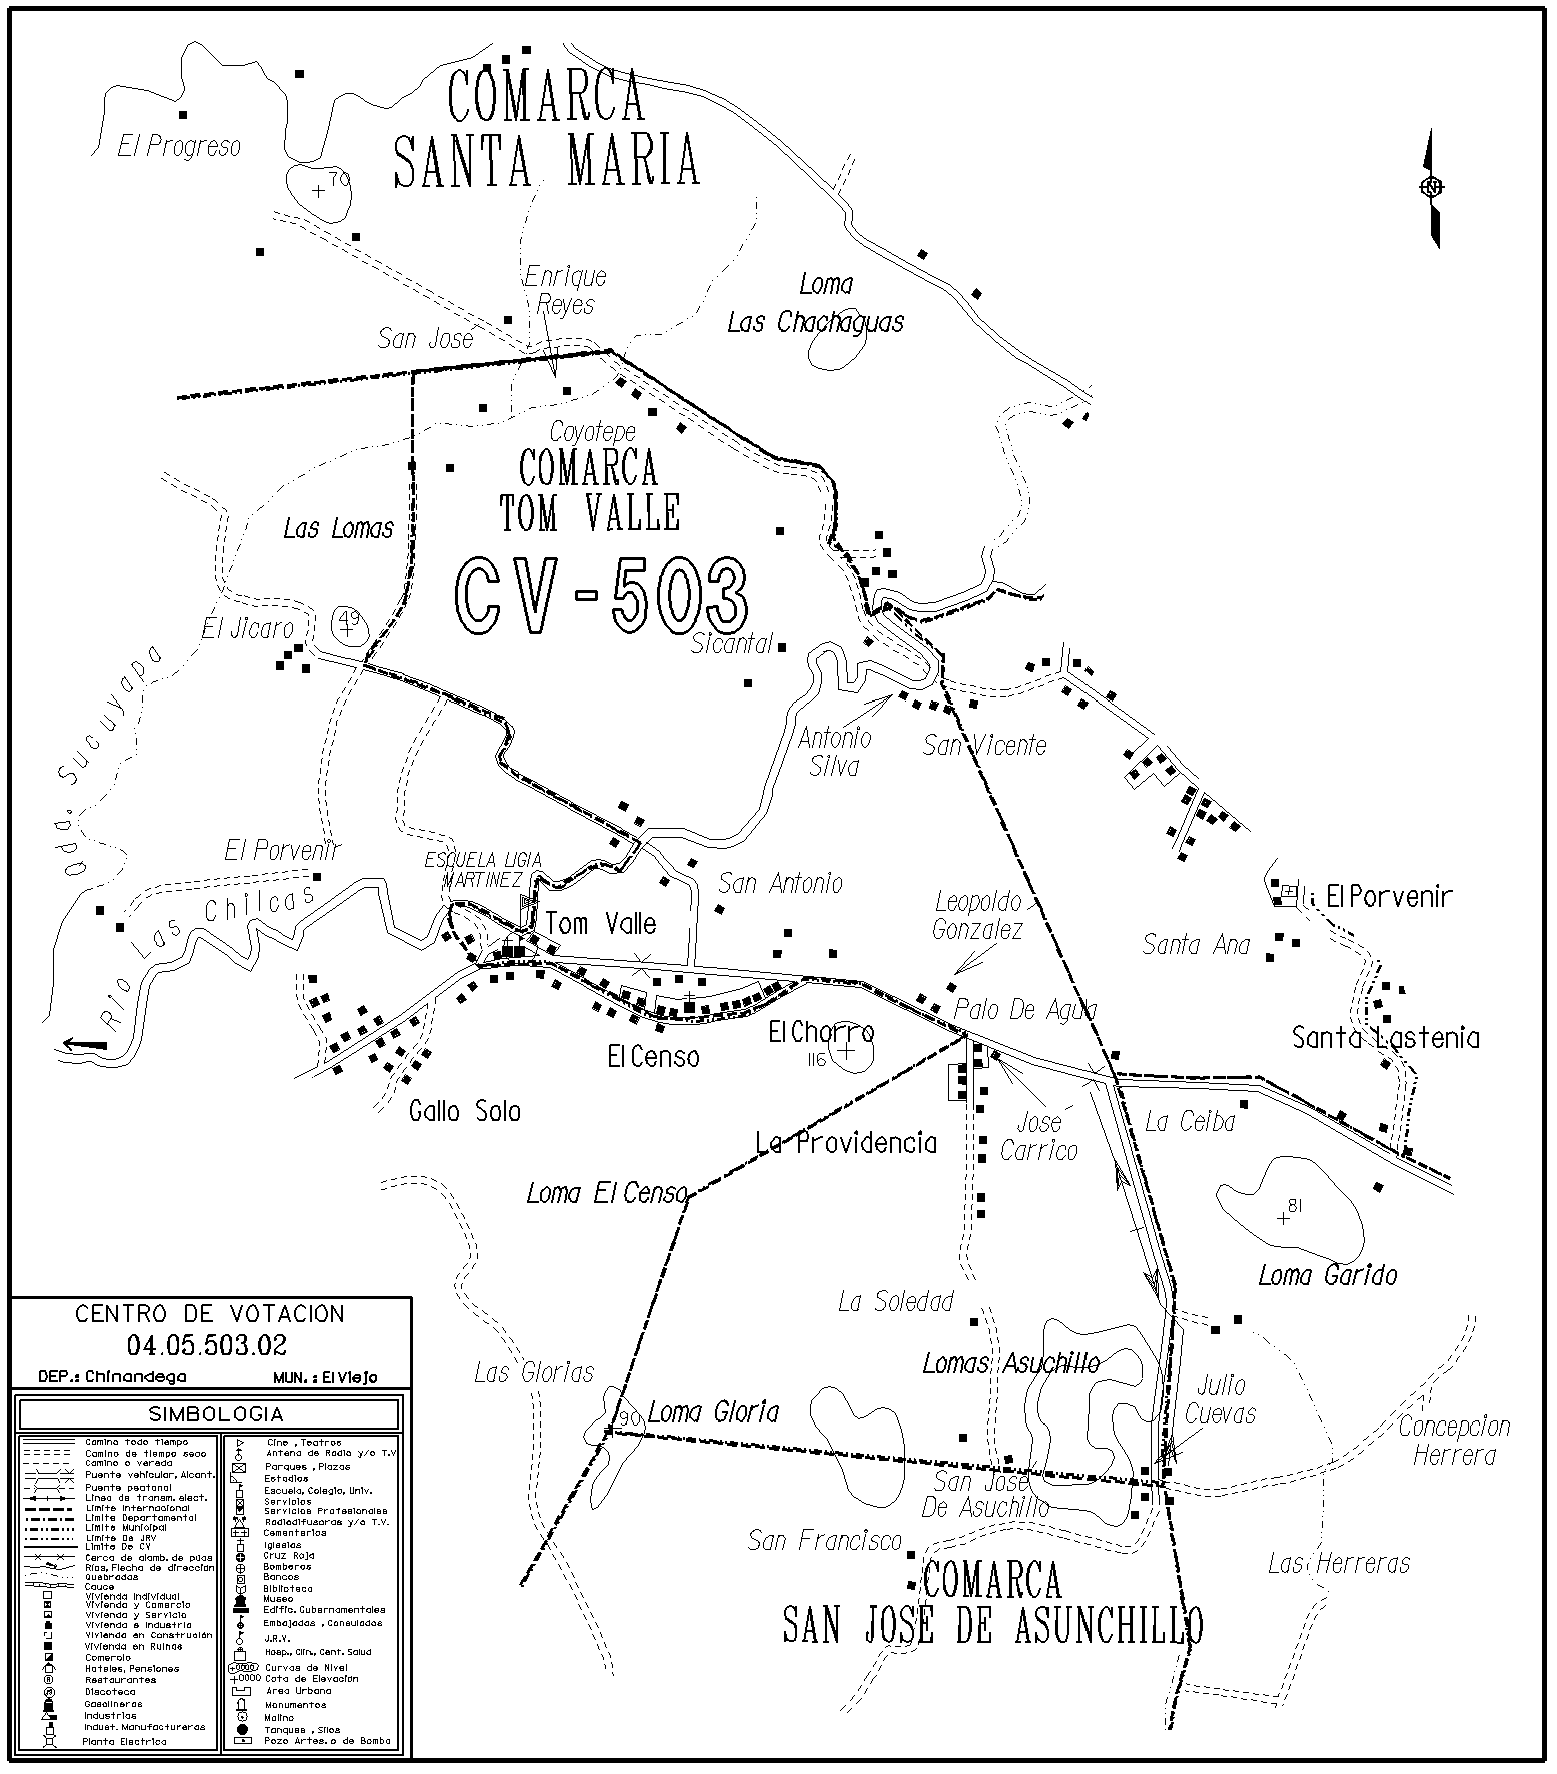 COMARCA
SANTA MARIA
El Progreso
70
Enrique
Reyes
Loma
Las Chachaguas
San Jose
N
Coyotepe
COMARCA
TOM VALLE
CV-503
Las Lomas
El Jicaro
49
Sicantal
Qda. Sucuyapa
Antonio
Silva
San Vicente
El Porvenir
ESCUELA LIGIA
MARTINEZ
San Antonio
Rio Las Chilcas
Tom Valle
Leopoldo
Gonzalez
El Porvenir
Santa Ana
Palo De Agua
El Chorro
116
El Censo
Santa Lastenia
Gallo Solo
La Providencia
José
Carrico
La Ceiba
Loma El Censo
81
Loma Garido
La Soledad
Las Glorias
Lomas Asuchillo
90
Loma Gloria
Julio
Cuevas
Concepcion
Herrera
San José
De Asuchillo
San Francisco
Las Herreras
COMARCA
SAN JOSE DE ASUNCHILLO
CENTRO DE VOTACION
04.05.503.02
DEP.: Chinandega
MUN. : El Viejo
SIMBOLOGIA
Camino todo tiempo
Camino de tiempo seco
Camino o vereda
Puente vehicular, Alcant.
Puente peatonal
Linea de transm. elect.
Limite Internacional
Limite Departamental
Limite Municipal
Limite De JRV
Limite De CV
Cerca de alamb. de púas
Rios, Flecha de dirección
Quebradas
Cauce
Vivienda Individual
Vivienda y Comercio
Vivienda y Servicio
Vivienda e Industria
Vivienda en Construción
Vivienda en Ruinas
Comercio
Hoteles, Pensiones
Restaurantes
Discoteca
Gasolineras
Industrias
Indust. Manufactureras
Planta Electrica
Cine , Teatros
Antena de Radio y/o T.V
Parques , Plazas
Estadios
Escuela, Colegio, Univ.
Servicios
Servicios Profesionales
Radiodifusoras y/o T.V.
Cementerios
Iglesias
Cruz Roja
Bomberos
Bancos
Biblioteca
Museo
Edific. Gubernamentales
Embajadas , Consulados
J.R.V.
Hosp., Clin., Cent. Salud
Curvas de Nivel
Cota de Elevación
Area Urbana
Monumentos
Molino
Tanques , Silos
Pozo Artes. o de Bomba